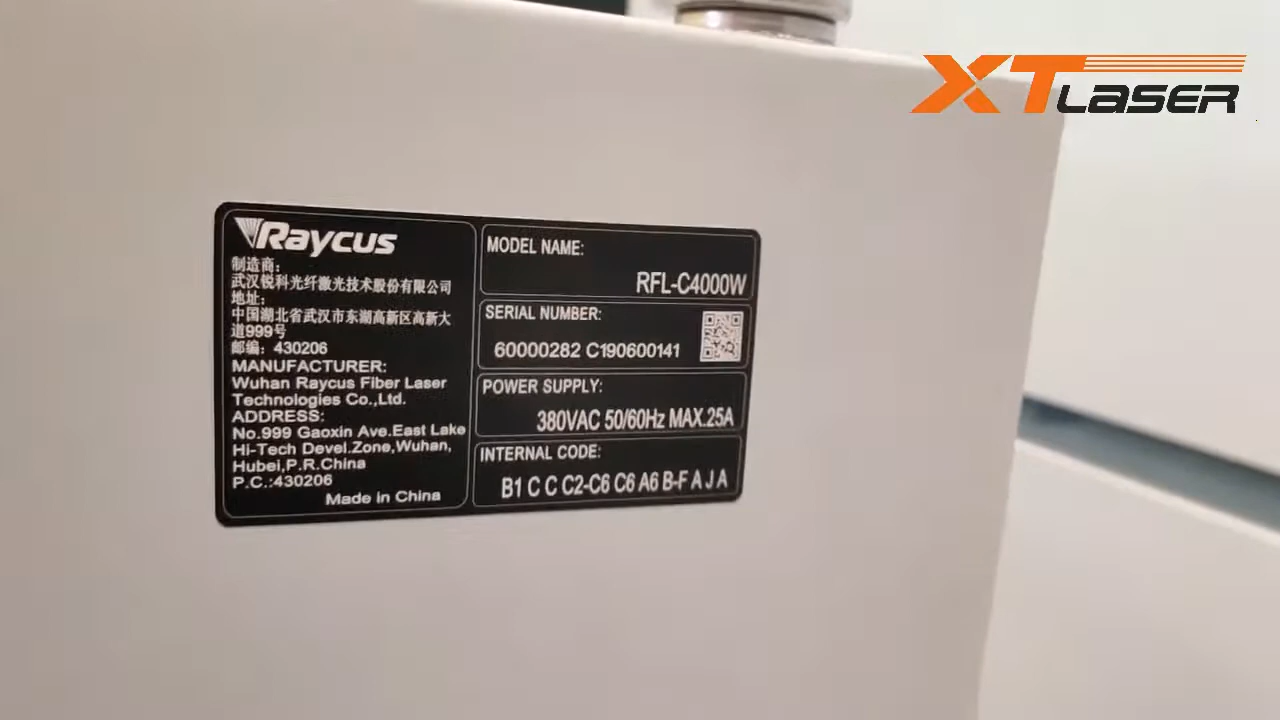 XT LASER
Raycus
制造商:
武汉锐科光纤激光技术股份有限公司
地址:
中国湖北省武汉市东湖高新区高新大
道999号
邮编: 430206
MANUFACTURER:
Wuhan Raycus Fiber Laser
Technologies Co.,Ltd.
ADDRESS:
No.999 Gaoxin Ave.East Lake
Hi-Tech Devel.Zone,Wuhan,
Hubei,P.R.China
P.C.:430206
Made in China
MODEL NAME:
RFL-C4000W
SERIAL NUMBER:
60000282 C190600141
POWER SUPPLY:
380VAC 50/60Hz MAX.25A
INTERNAL CODE:
B1 C C C2-C6 C6 A6 B-F A J A